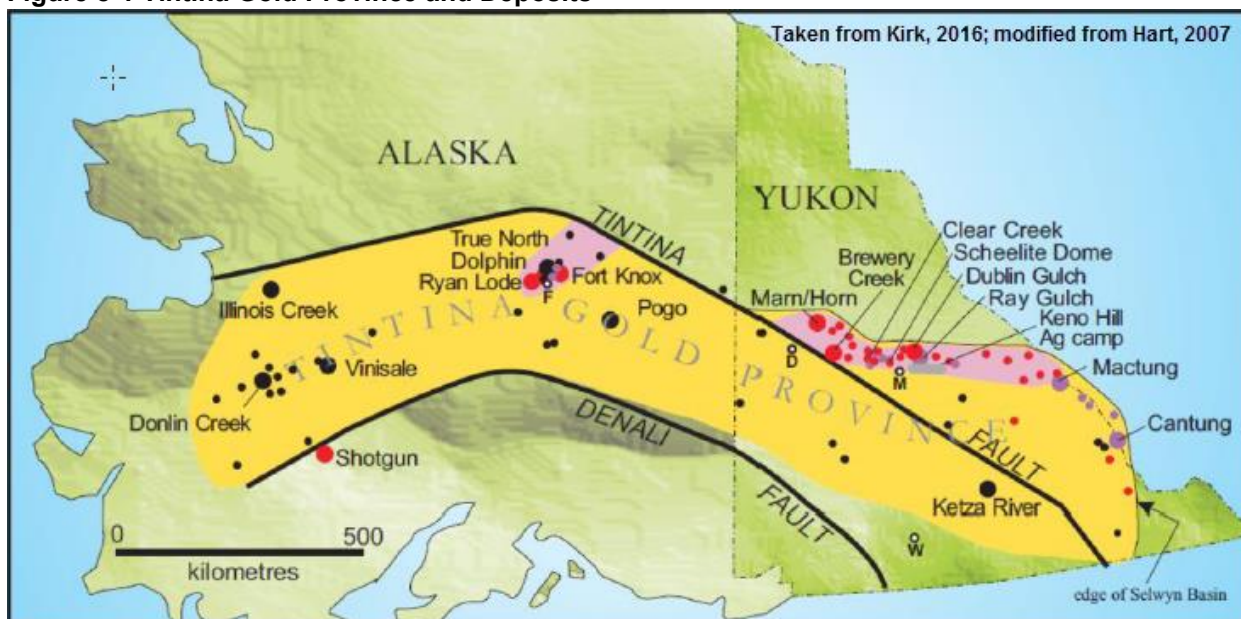 Figure 8-1 Tintina Gold Province and Deposits
Taken from Kirk, 2016; modified from Hart, 2007
ALASKA
YUKON
TINTINA
FAULT
TINTINA GOLD PROVINCE
DENALI
FAULT
True North
Dolphin
Ryan Lode
Fort Knox
F
Pogo
Illinois Creek
Vinisale
Donlin Creek
Shotgun
Clear Creek
Scheelite Dome
Brewery
Creek
Dublin Gulch
Marn/Horn
Ray Gulch
Keno Hill
Ag camp
D
M
Mactung
Cantung
Ketza River
W
0
500
kilometres
edge of Selwyn Basin